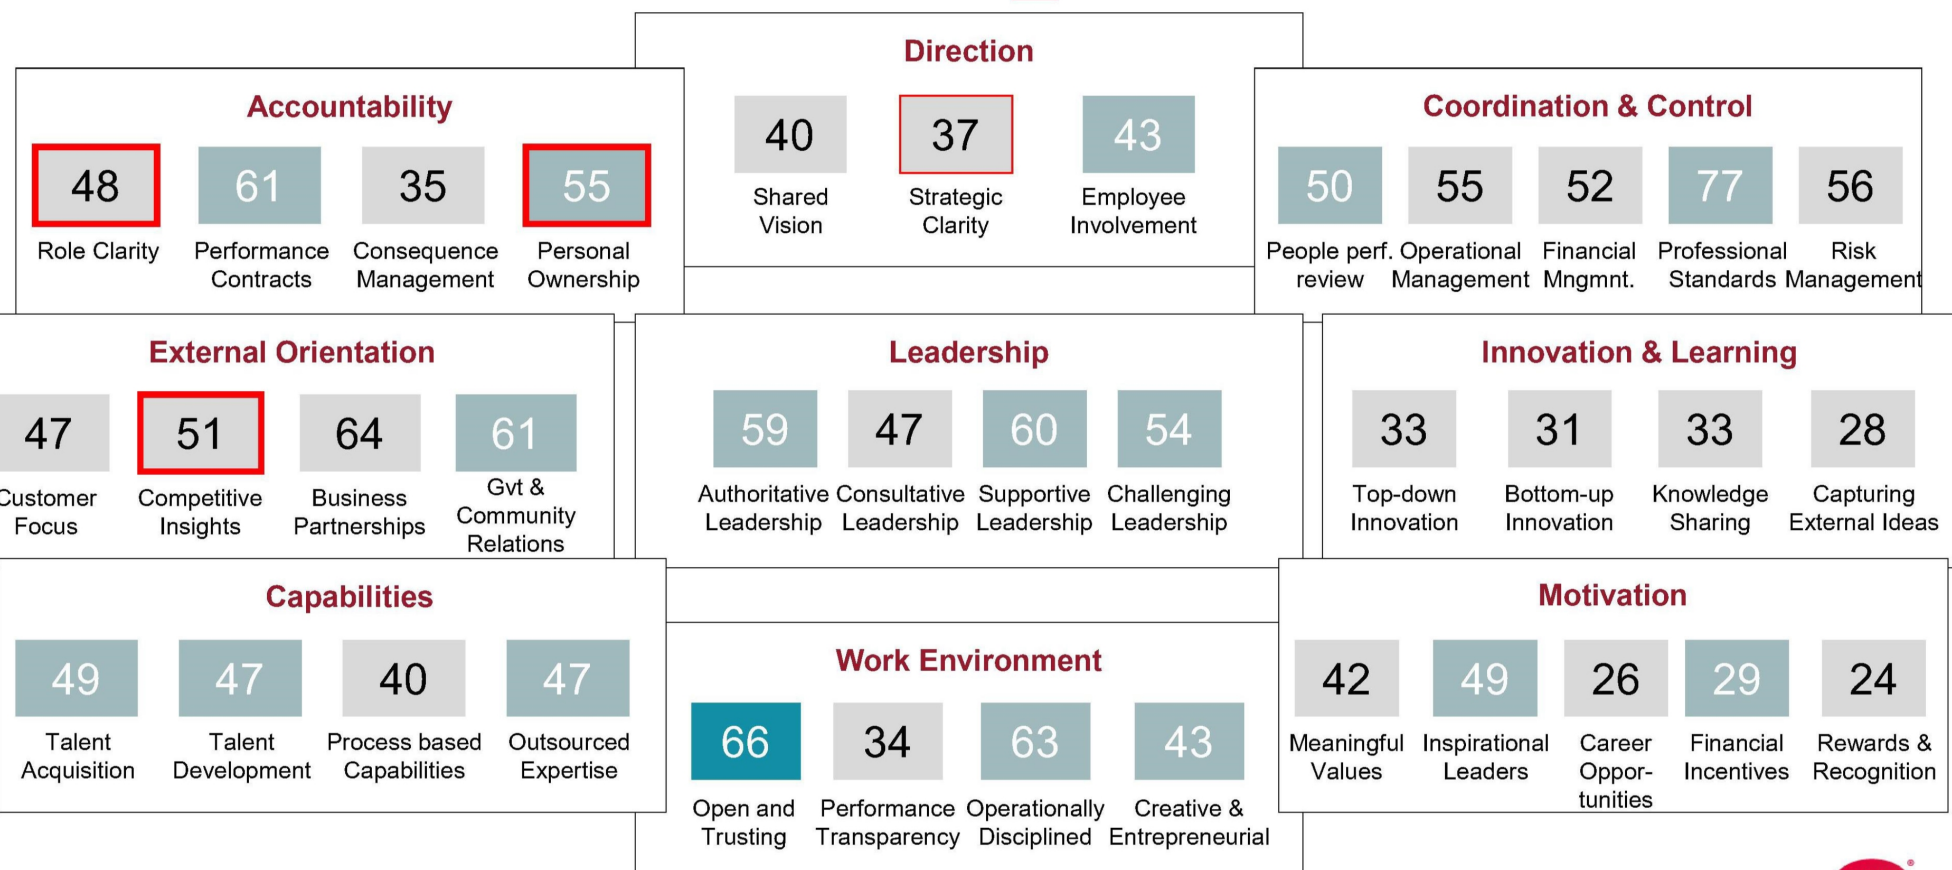 Direction
40 37 43
Shared Strategic Employee
Vision Clarity Involvement
Accountability
48 61 35 55
Role Clarity Performance Consequence Personal
Contracts Management Ownership
Coordination & Control
50 55 52 77 56
People perf. Operational Financial Professional Risk
review Management Mngmnt. Standards Management
External Orientation
47 51 64 61
Customer Competitive Business Gvt &
Focus Insights Partnerships Community
Relations
Leadership
59 47 60 54
Authoritative Consultative Supportive Challenging
Leadership Leadership Leadership Leadership
Innovation & Learning
33 31 33 28
Top-down Bottom-up Knowledge Capturing
Innovation Innovation Sharing External Ideas
Capabilities
49 47 40 47
Talent Talent Process based Outsourced
Acquisition Development Capabilities Expertise
Work Environment
66 34 63 43
Open and Performance Operationally Creative &
Trusting Transparency Disciplined Entrepreneurial
Motivation
42 49 26 29 24
Meaningful Inspirational Career Financial Rewards &
Values Leaders Oppor- Incentives Recognition
tunities
®